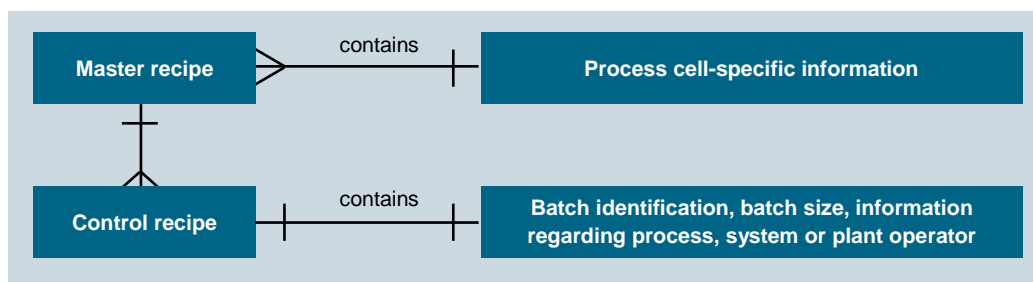 contains
Master recipe
Process cell-specific information
contains
Control recipe
Batch identification, batch size, information
regarding process, system or plant operator